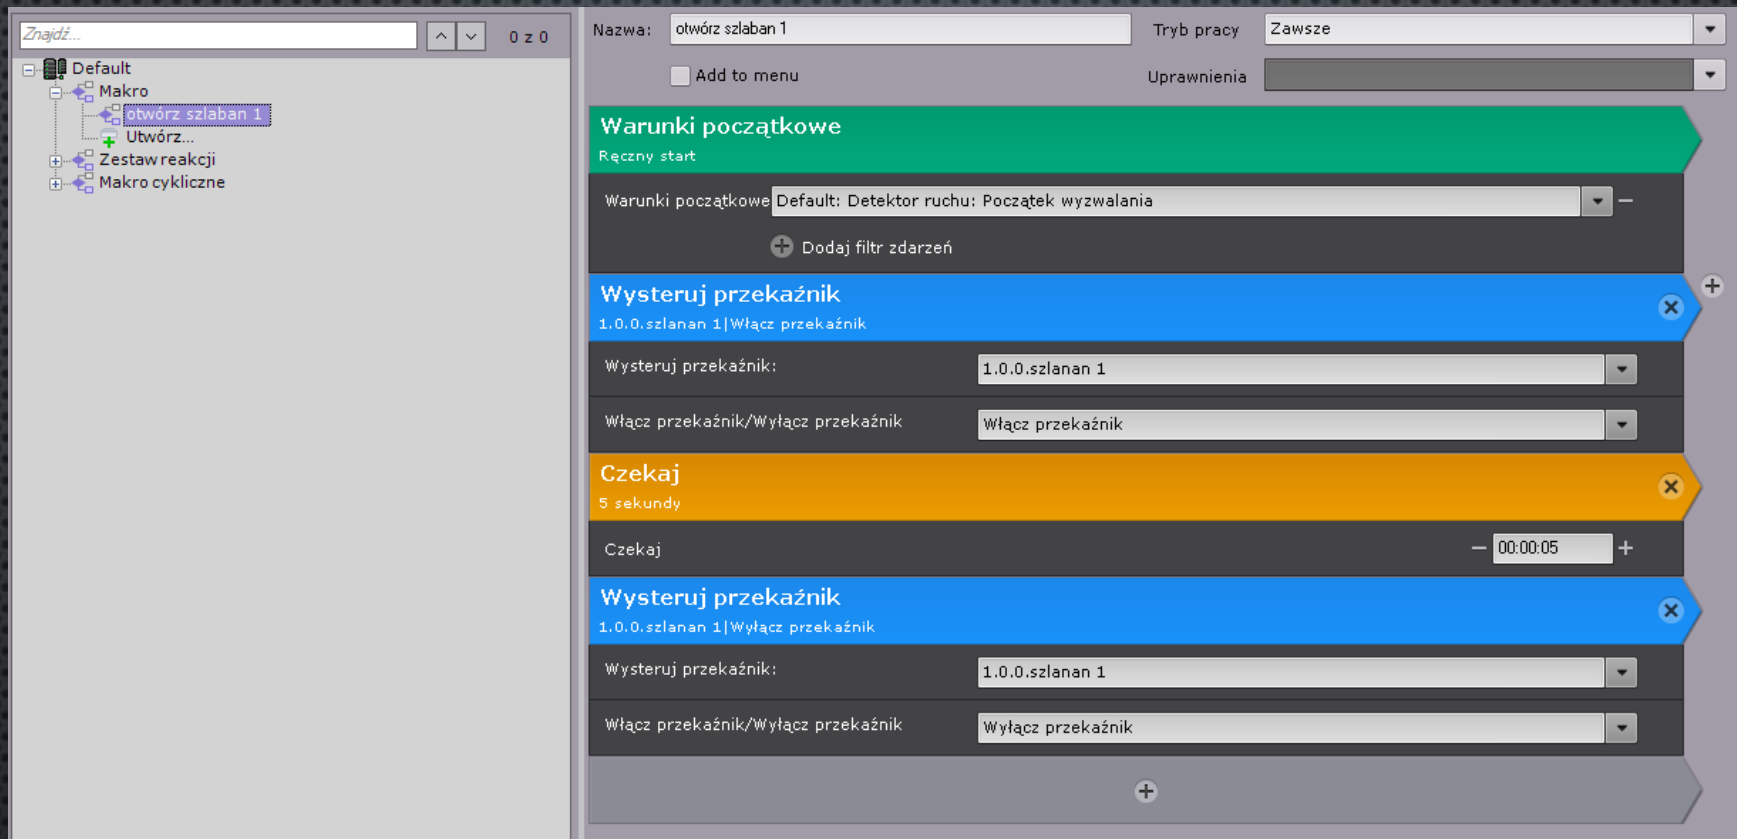 Znajdź...
0 z 0
Default
Makro
otwórz szlaban 1
Utwórz...
Zestaw reakcji
Makro cykliczne
Nazwa: otwórz szlaban 1
Tryb pracy Zawsze
Add to menu
Uprawnienia
Warunki początkowe
Ręczny start
Warunki początkowe Default: Detektor ruchu: Początek wyzwalania
Dodaj filtr zdarzeń
Wysteruj przekaźnik
1.0.0.szlanan 1|Włącz przekaźnik
Wysteruj przekaźnik: 1.0.0.szlanan 1
Włącz przekaźnik/Wyłącz przekaźnik Włącz przekaźnik
Czekaj
5 sekundy
Czekaj 00:00:05
Wysteruj przekaźnik
1.0.0.szlanan 1|Wyłącz przekaźnik
Wysteruj przekaźnik: 1.0.0.szlanan 1
Włącz przekaźnik/Wyłącz przekaźnik Wyłącz przekaźnik